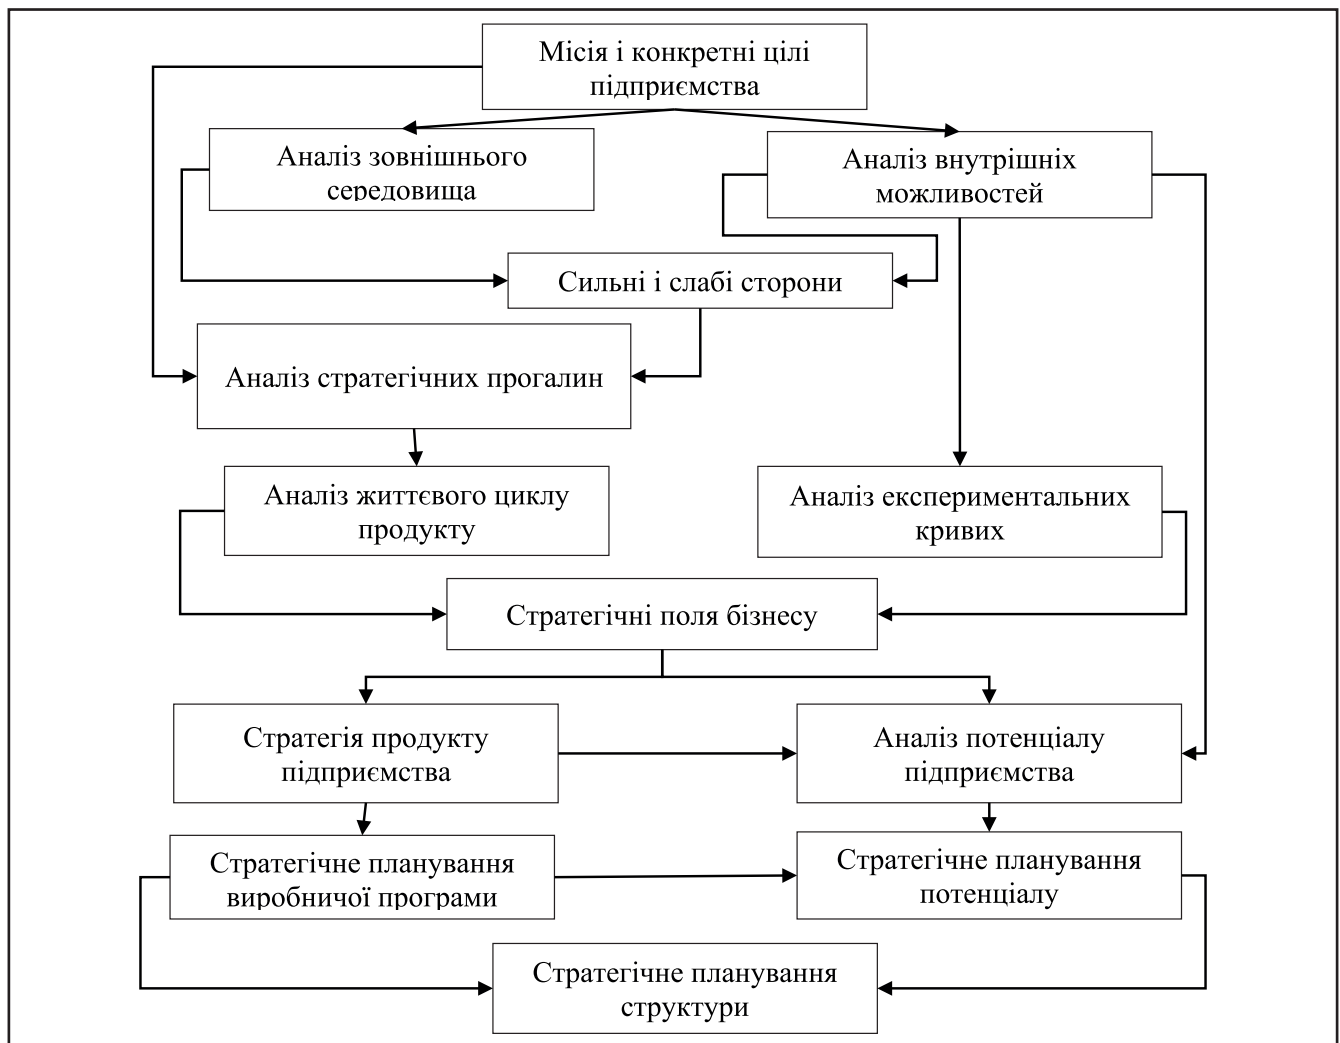 Місія і конкретні цілі
підприємства
Аналіз зовнішнього
середовища
Аналіз внутрішніх
можливостей
Сильні і слабі сторони
Аналіз стратегічних прогалин
Аналіз життєвого циклу
продукту
Аналіз експериментальних
кривих
Стратегічні поля бізнесу
Стратегія продукту
підприємства
Аналіз потенціалу
підприємства
Стратегічне планування
виробничої програми
Стратегічне планування
потенціалу
Стратегічне планування
структури